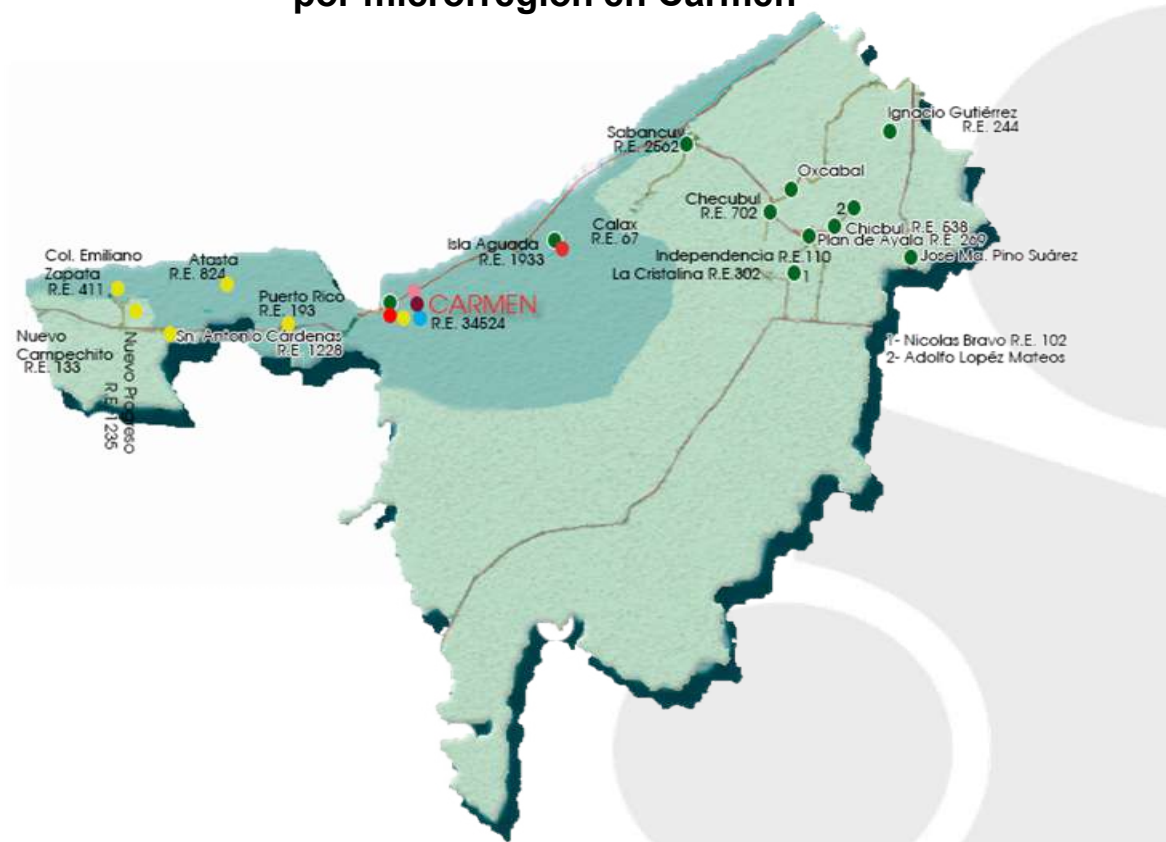 por microrregión en Carmen
Ignacio Gutiérrez
R.E. 244
Sabancuy
R.E. 2562
Oxcabal
Checubul
R.E. 702
2
Chicbul R.E. 538
Plan de Ayala R.E. 269
Calax
R.E. 67
Isla Aguada
R.E. 1933
Independencia R.E.110
Jose Ma. Pino Suárez
La Cristalina R.E.302
1
Col. Emiliano
Zapata
R.E. 411
Atasta
R.E. 824
Puerto Rico
R.E. 193
CARMEN
R.E. 34524
Nuevo
Campechito
R.E. 133
Sn. Antonio Cárdenas
R.E. 1228
Nuevo Progreso
R.E. 1235
1- Nicolas Bravo R.E. 102
2- Adolfo Lopéz Mateos